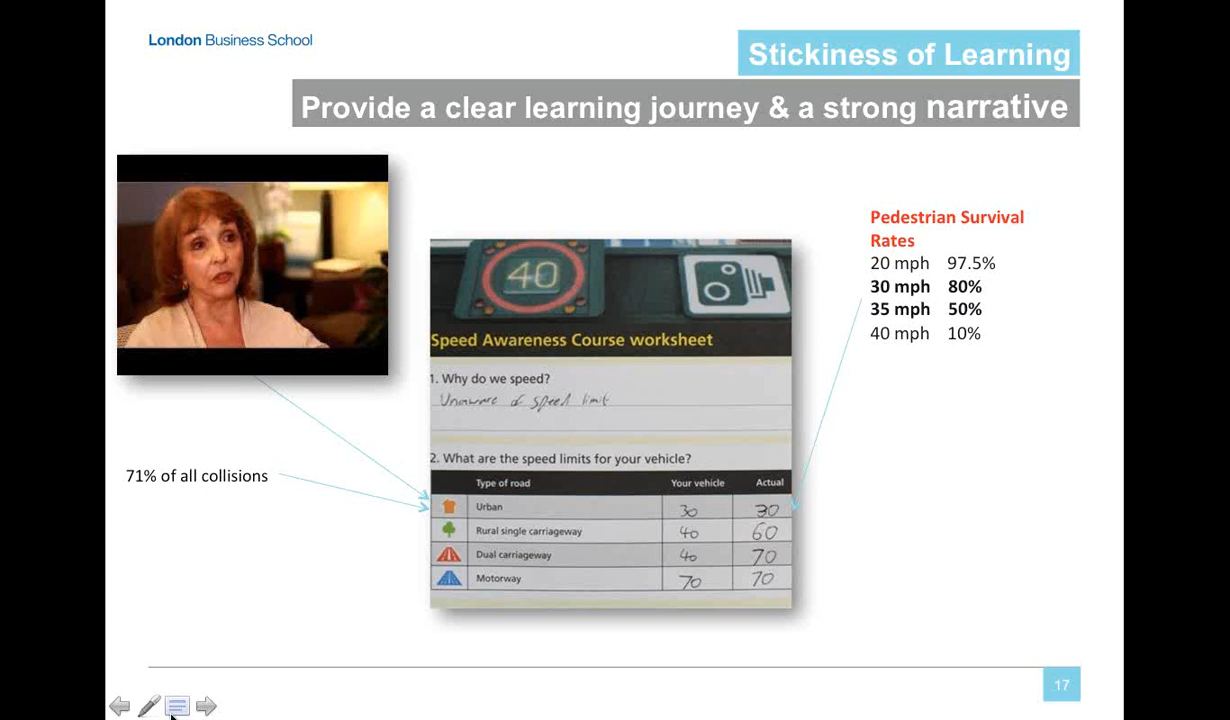 London Business School
Stickiness of Learning
Provide a clear learning journey & a strong narrative
Pedestrian Survival
Rates
20 mph 97.5%
30 mph 80%
35 mph 50%
40 mph 10%
40
Speed Awareness Course worksheet
1. Why do we speed?
Unaware of speed limit
2. What are the speed limits for your vehicle?
Type of road Your vehicle Actual
Urban 30 30
Rural single carriageway 40 60
Dual carriageway 40 70
Motorway 70 70
71% of all collisions
17